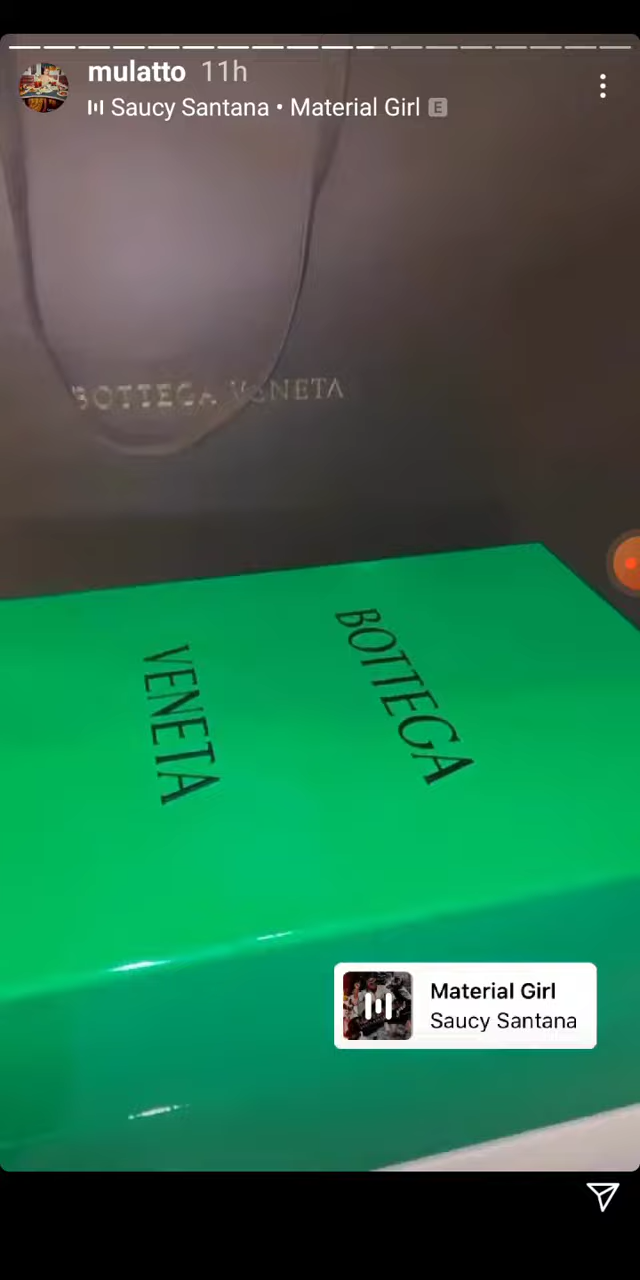 mulatto 11h
Saucy Santana • Material Girl E
BOTTEGA VENETA
BOTTEGA
VENETA
Material Girl
Saucy Santana